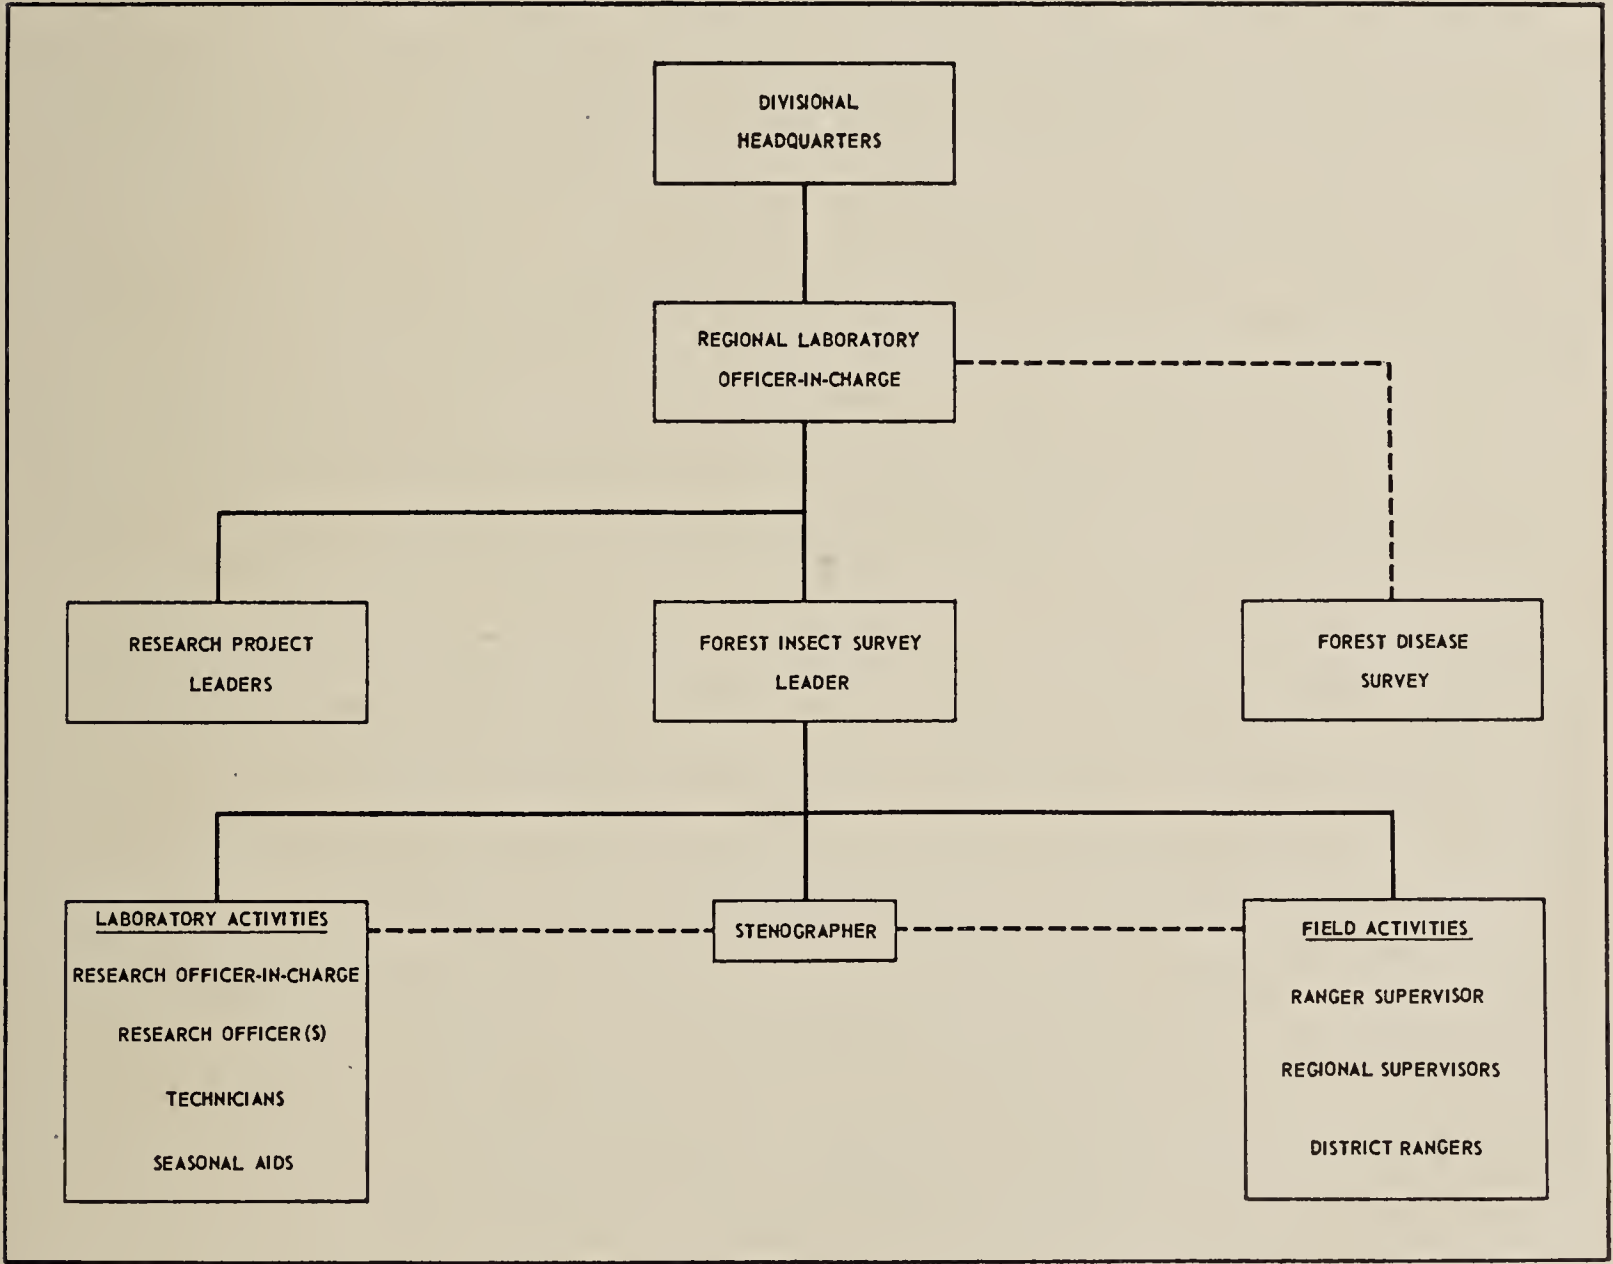 DIVISIONAL
HEADQUARTERS
REGIONAL LABORATORY
OFFICER-IN-CHARGE
RESEARCH PROJECT
LEADERS
FOREST INSECT SURVEY
LEADER
FOREST DISEASE
SURVEY
LABORATORY ACTIVITIES
RESEARCH OFFICER-IN-CHARGE
RESEARCH OFFICER(S)
TECHNICIANS
SEASONAL AIDS
STENOGRAPHER
FIELD ACTIVITIES
RANGER SUPERVISOR
REGIONAL SUPERVISORS
DISTRICT RANGERS